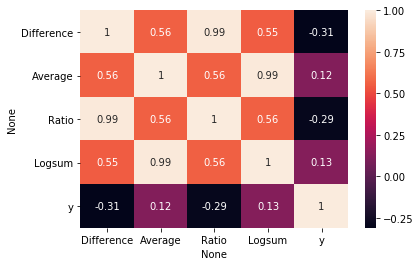 Difference 1 0.56 0.99 0.55 -0.31 1.00
Average 0.56 1 0.56 0.99 0.12 0.75
None 0.50
Ratio 0.99 0.56 1 0.56 -0.29 0.25
Logsum 0.55 0.99 0.56 1 0.13 0.00
y -0.31 0.12 -0.29 0.13 1 -0.25
Difference Average Ratio Logsum y
None